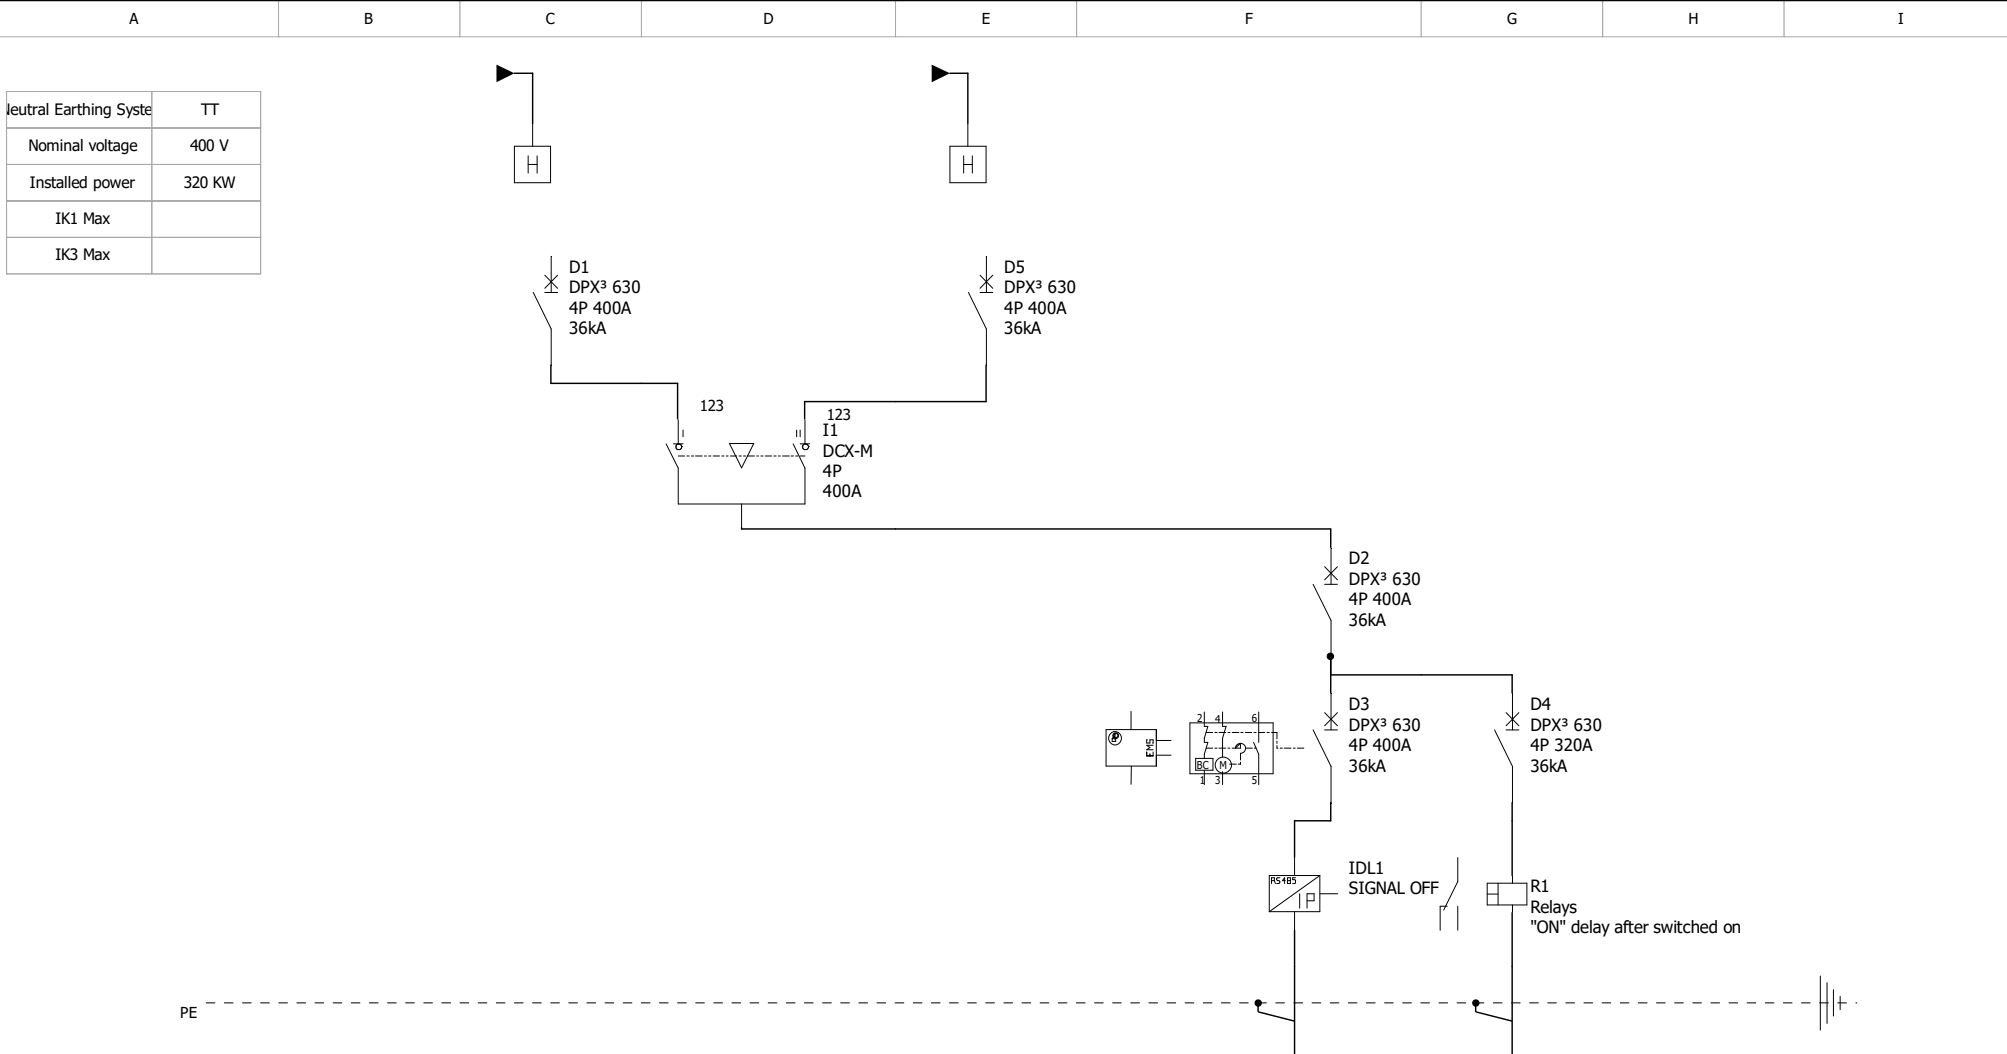 A B C D E F G H I
Neutral Earthing Syste TT
Nominal voltage 400 V
Installed power 320 KW
IK1 Max
IK3 Max
H
H
D1
DPX³ 630
4P 400A
36kA
D5
DPX³ 630
4P 400A
36kA
123
123
I
II
I1
DCX-M
4P
400A
D2
DPX³ 630
4P 400A
36kA
D3
DPX³ 630
4P 400A
36kA
D4
DPX³ 630
4P 320A
36kA
EMS
2 4 6
BC M
1 3 5
RS485
IP
IDL1
SIGNAL OFF
R1
Relays
"ON" delay after switched on
PE